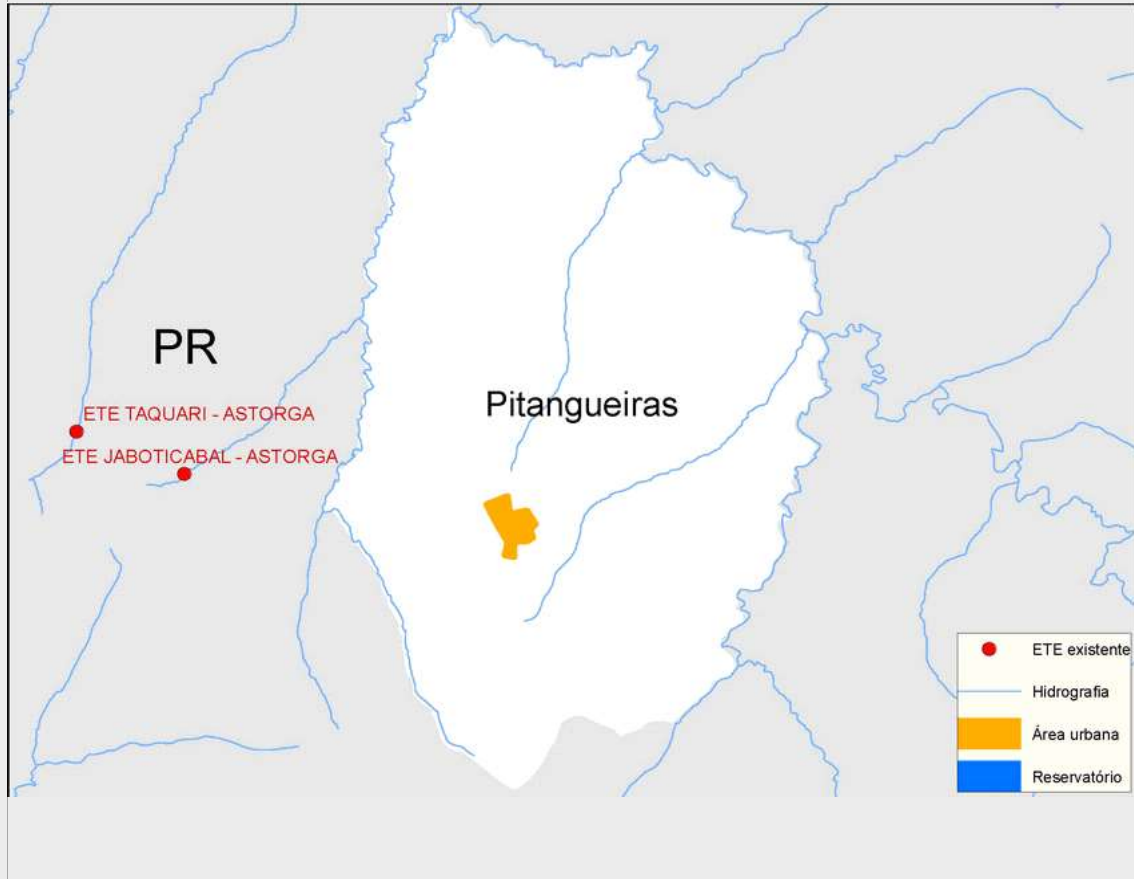 PR
Pitangueiras
ETE TAQUARI - ASTORGA
ETE JABOTICABAL - ASTORGA
ETE existente
Hidrografia
Área urbana
Reservatório